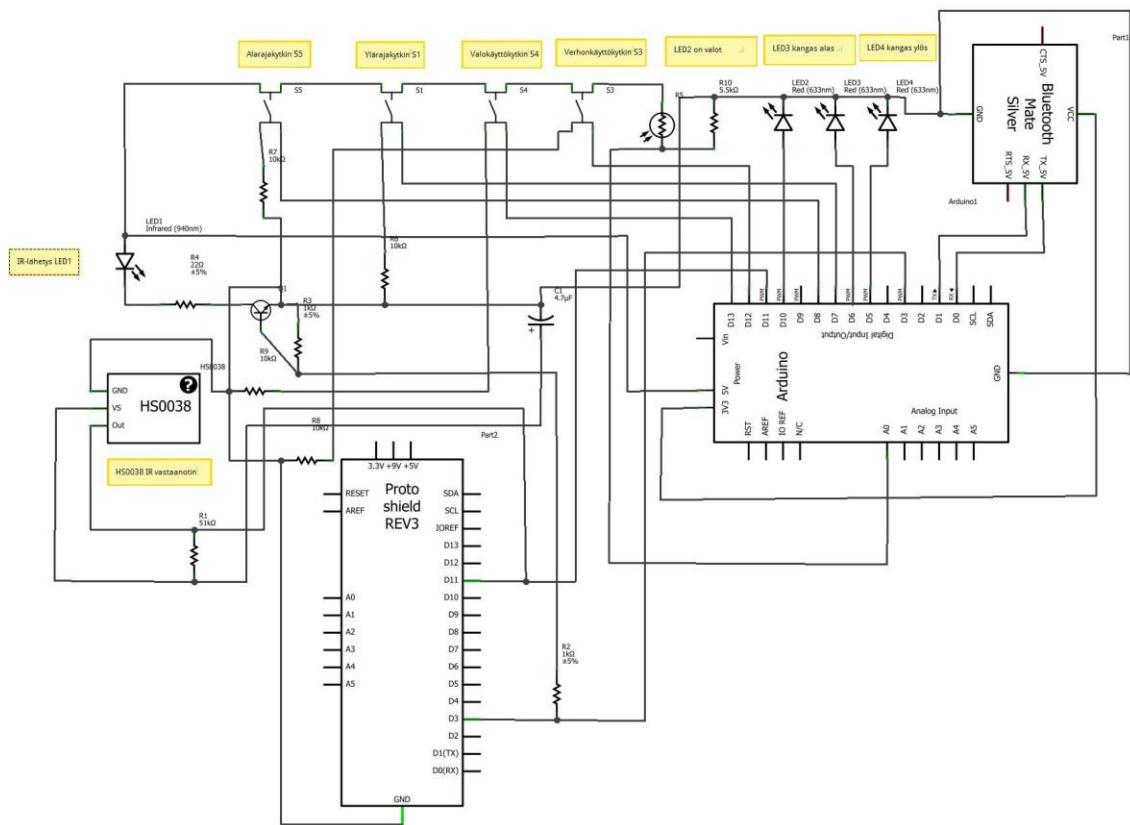 Alarajakytkin S5
Ylärajakytkin S1
Valokäyttökytkin S4
Verhonkäyttökytkin S3
LED2 on valot
LED3 kangas alas
LED4 kangas ylös
Part1
S5
S1
S4
S3
R5
R10
5.5kΩ
LED2
Red (633nm)
LED3
Red (633nm)
LED4
Red (633nm)
CTS_5V
GND
Bluetooth
Mate
Silver
VCC
RTS_5V
RX_5V
TX_5V
Arduino1
R7
10kΩ
LED1
Infrared (940nm)
IR-lähetys LED1
R4
22Ω
±5%
R6
10kΩ
Q1
R3
1kΩ
±5%
C1
4.7µF
+
R9
10kΩ
HS0038
GND
VS
Out
HS0038
?
HS0038 IR vastaanotin
R8
10kΩ
Part2
R1
51kΩ
D13
D12
D11
PWM
D10
PWM
D9
PWM
D8
D7
D6
PWM
D5
PWM
D4
D3
PWM
D2
D1
TX
D0
RX
SCL
SDA
Digital Input/Output
Vin
Power
5V
3V3
Arduino
GND
Analog Input
RST
AREF
IO REF
N/C
A0
A1
A2
A3
A4
A5
3.3V +9V +5V
Proto
shield
REV3
RESET
AREF
A0
A1
A2
A3
A4
A5
SDA
SCL
IOREF
D13
D12
D11
D10
D9
D8
D7
D6
D5
D4
D3
D2
D1(TX)
D0(RX)
GND
R2
1kΩ
±5%